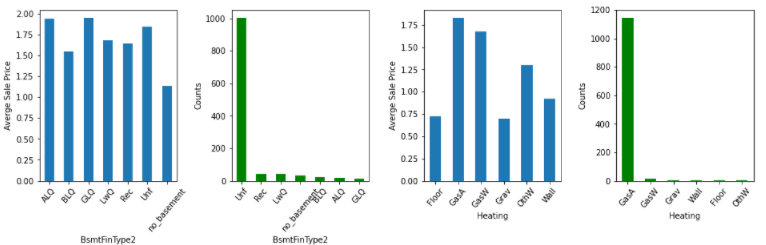 Averge Sale Price
2.00
1.75
1.50
1.25
1.00
0.75
0.50
0.25
0.00
ALQ
BLQ
GLQ
LwQ
Rec
Unf
no_basement
BsmtFinType2
Counts
1000
800
600
400
200
0
Unf
Rec
LwQ
no_basement
BLQ
ALQ
GLQ
BsmtFinType2
Averge Sale Price
1.75
1.50
1.25
1.00
0.75
0.50
0.25
0.00
Floor
GasA
GasW
Grav
OthW
Wall
Heating
Counts
1200
1000
800
600
400
200
0
GasA
GasW
Grav
Wall
Floor
OthW
Heating